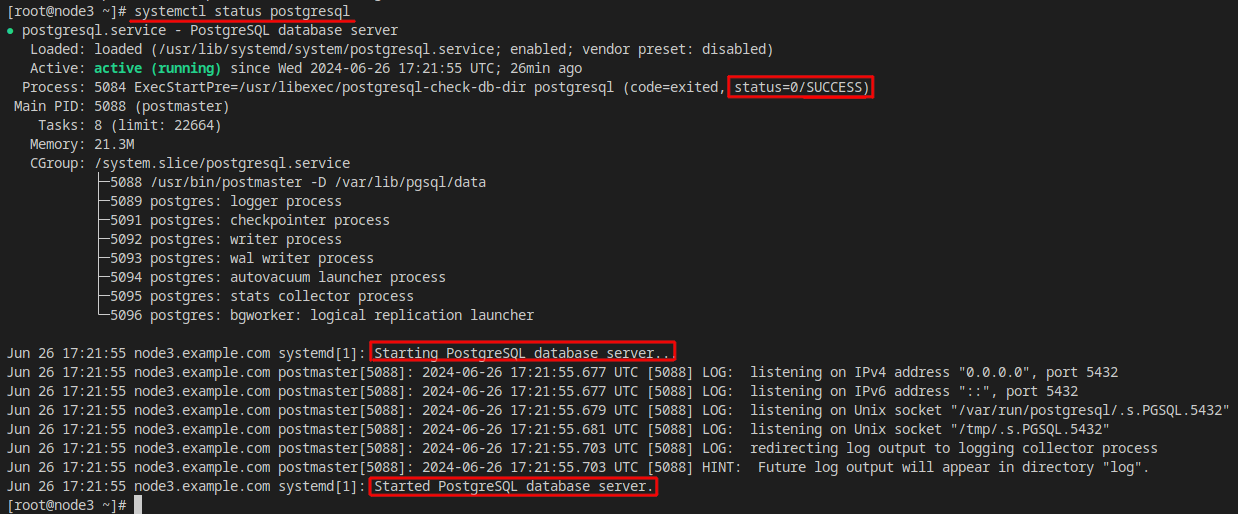 [root@node3 ~]# systemctl status postgresql
● postgresql.service - PostgreSQL database server
   Loaded: loaded (/usr/lib/systemd/system/postgresql.service; enabled; vendor preset: disabled)
   Active: active (running) since Wed 2024-06-26 17:21:55 UTC; 26min ago
  Process: 5084 ExecStartPre=/usr/libexec/postgresql-check-db-dir postgresql (code=exited, status=0/SUCCESS)
 Main PID: 5088 (postmaster)
    Tasks: 8 (limit: 22664)
   Memory: 21.3M
   CGroup: /system.slice/postgresql.service
           ├─5088 /usr/bin/postmaster -D /var/lib/pgsql/data
           ├─5089 postgres: logger process
           ├─5091 postgres: checkpointer process
           ├─5092 postgres: writer process
           ├─5093 postgres: wal writer process
           ├─5094 postgres: autovacuum launcher process
           ├─5095 postgres: stats collector process
           └─5096 postgres: bgworker: logical replication launcher
Jun 26 17:21:55 node3.example.com systemd[1]: Starting PostgreSQL database server...
Jun 26 17:21:55 node3.example.com postmaster[5088]: 2024-06-26 17:21:55.677 UTC [5088] LOG:  listening on IPv4 address "0.0.0.0", port 5432
Jun 26 17:21:55 node3.example.com postmaster[5088]: 2024-06-26 17:21:55.677 UTC [5088] LOG:  listening on IPv6 address "::", port 5432
Jun 26 17:21:55 node3.example.com postmaster[5088]: 2024-06-26 17:21:55.679 UTC [5088] LOG:  listening on Unix socket "/var/run/postgresql/.s.PGSQL.5432"
Jun 26 17:21:55 node3.example.com postmaster[5088]: 2024-06-26 17:21:55.681 UTC [5088] LOG:  listening on Unix socket "/tmp/.s.PGSQL.5432"
Jun 26 17:21:55 node3.example.com postmaster[5088]: 2024-06-26 17:21:55.703 UTC [5088] LOG:  redirecting log output to logging collector process
Jun 26 17:21:55 node3.example.com postmaster[5088]: 2024-06-26 17:21:55.703 UTC [5088] HINT:  Future log output will appear in directory "log".
Jun 26 17:21:55 node3.example.com systemd[1]: Started PostgreSQL database server.
[root@node3 ~]#